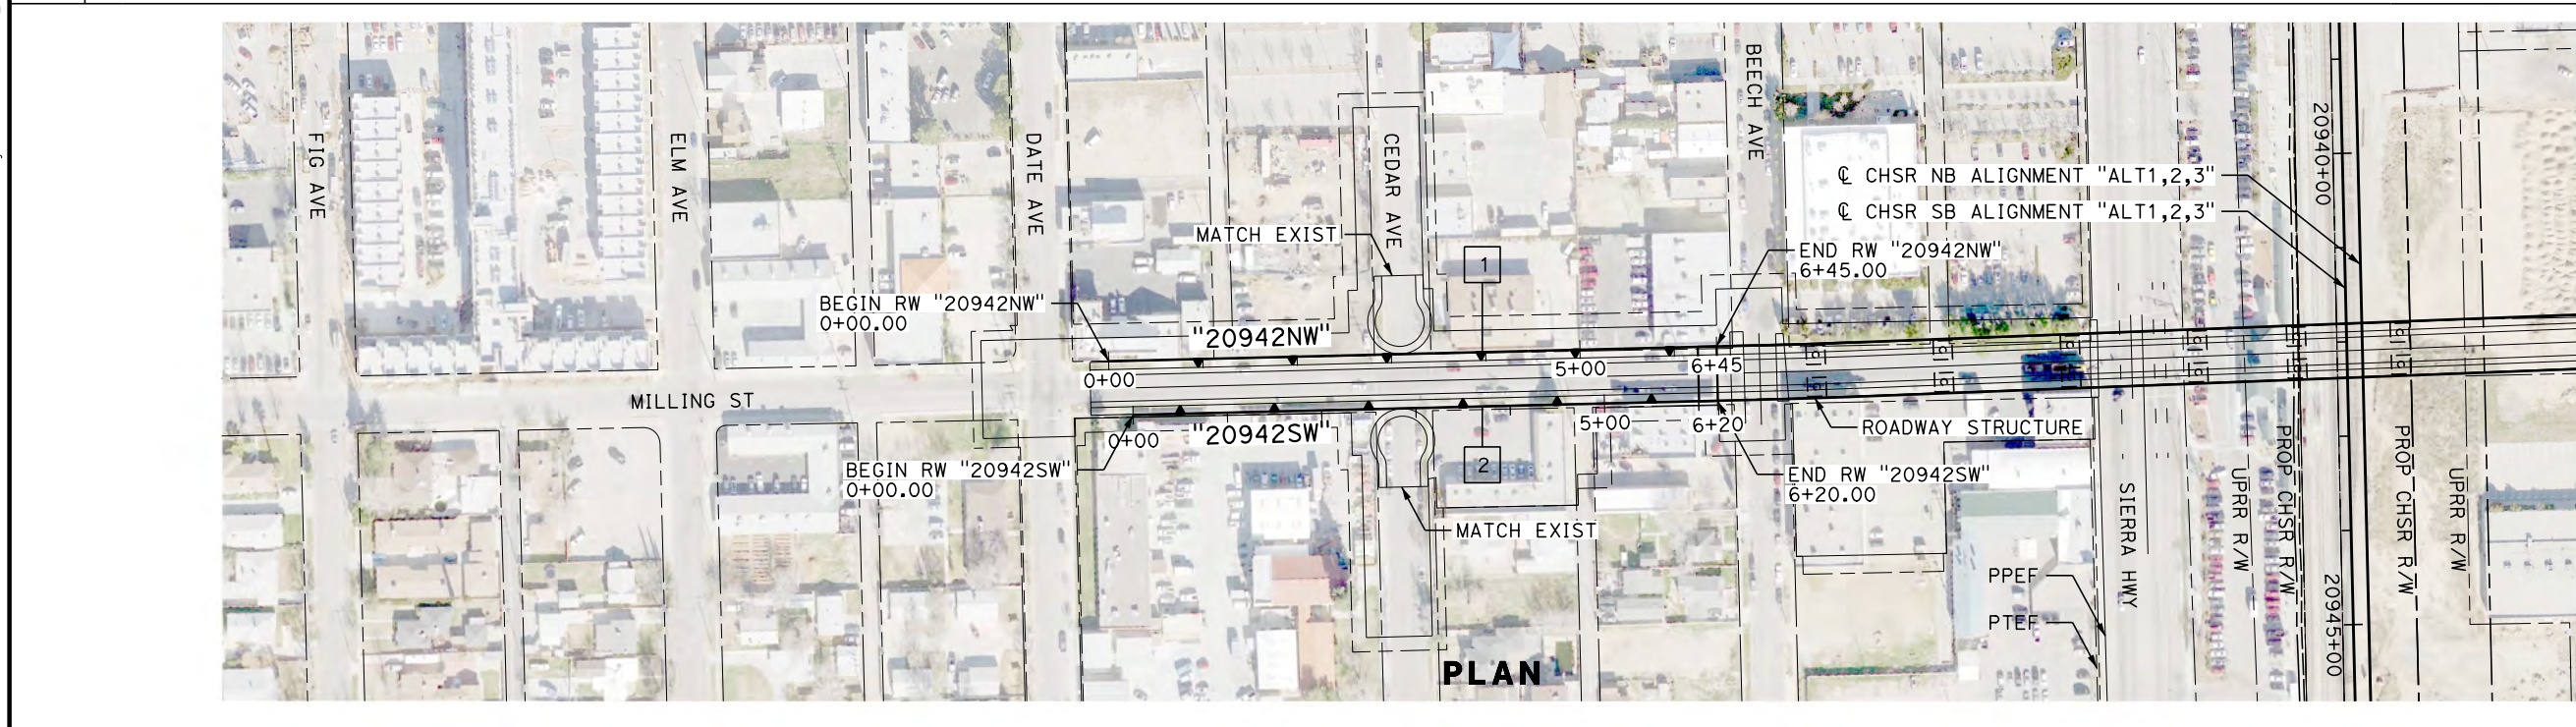 FIG AVE
ELM AVE
DATE AVE
CEDAR AVE
BEECH AVE
20940+00
℄ CHSR NB ALIGNMENT "ALT1,2,3"
℄ CHSR SB ALIGNMENT "ALT1,2,3"
MATCH EXIST
1
END RW "20942NW"
6+45.00
BEGIN RW "20942NW"
0+00.00
"20942NW"
0+00
5+00
6+45
MILLING ST
0+00
"20942SW"
5+00
6+20
ROADWAY STRUCTURE
BEGIN RW "20942SW"
0+00.00
2
END RW "20942SW"
6+20.00
MATCH EXIST
SIERRA HWY
UPRR R/W
PROP CHSR R/W
PROP CHSR R/W
UPRR R/W
PPEF
PTEF
20945+00
PLAN